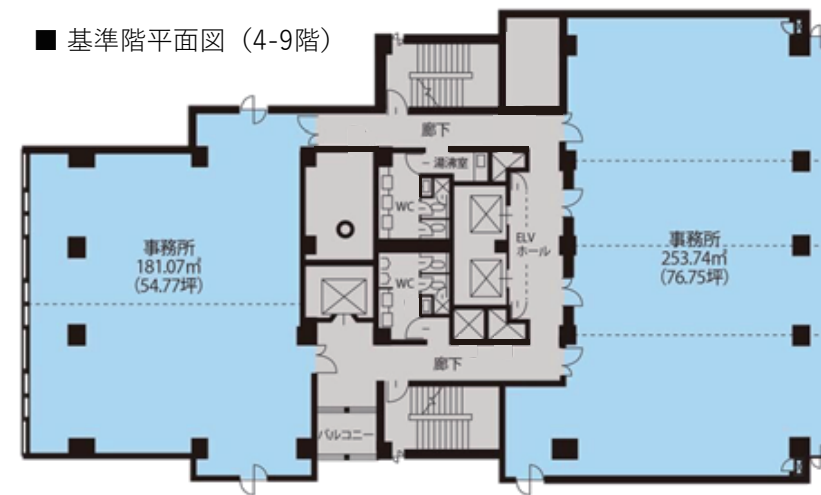 ■ 基準階平面図（4-9階）
廊下
湯沸室
WC
ELV
ホール
事務所
181.07㎡
（54.77坪）
事務所
253.74㎡
（76.75坪）
WC
廊下
バルコニー